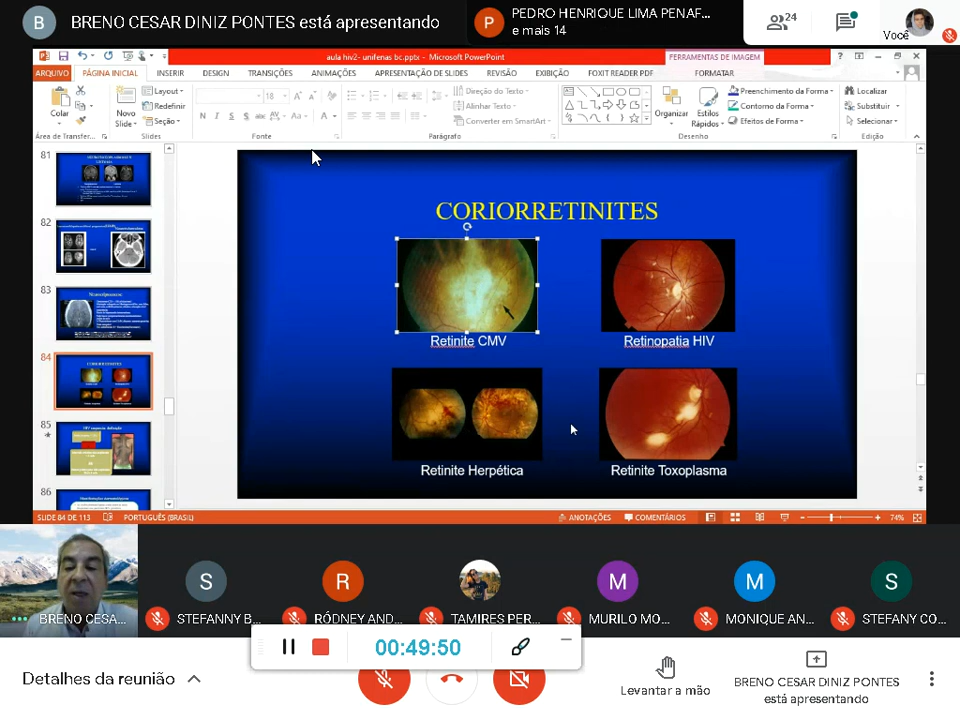 B
BRENO CESAR DINIZ PONTES está apresentando
P
PEDRO HENRIQUE LIMA PENAF...
e mais 14
24
Você
aula hiv2- unifenas bc.pptx - Microsoft PowerPoint
FERRAMENTAS DE IMAGEM
ARQUIVO
PÁGINA INICIAL
INSERIR
DESIGN
TRANSIÇÕES
ANIMAÇÕES
APRESENTAÇÃO DE SLIDES
REVISÃO
EXIBIÇÃO
FOXIT READER PDF
FORMATAR
Colar
Novo
Slide
Layout
Redefinir
Seção
18
N I S S abc AV Aa A
Direção do Texto
Alinhar Texto
Converter em SmartArt
Organizar
Estilos
Rápidos
Preenchimento da Forma
Contorno da Forma
Efeitos de Forma
Localizar
Substituir
Selecionar
Área de Transfer...
Slides
Fonte
Parágrafo
Desenho
Edição
81
82
83
84
85
86
CORIORRETINITES
Retinite CMV
Retinopatia HIV
Retinite Herpética
Retinite Toxoplasma
SLIDE 84 DE 113
PORTUGUÊS (BRASIL)
ANOTAÇÕES
COMENTÁRIOS
74%
BRENO CESA...
S
STEFANNY B...
R
RÓDNEY AND...
TAMIRES PER...
M
MURILO MO...
M
MONIQUE AN...
S
STEFANY CO...
00:49:50
Detalhes da reunião
Levantar a mão
BRENO CESAR DINIZ PONTES
está apresentando